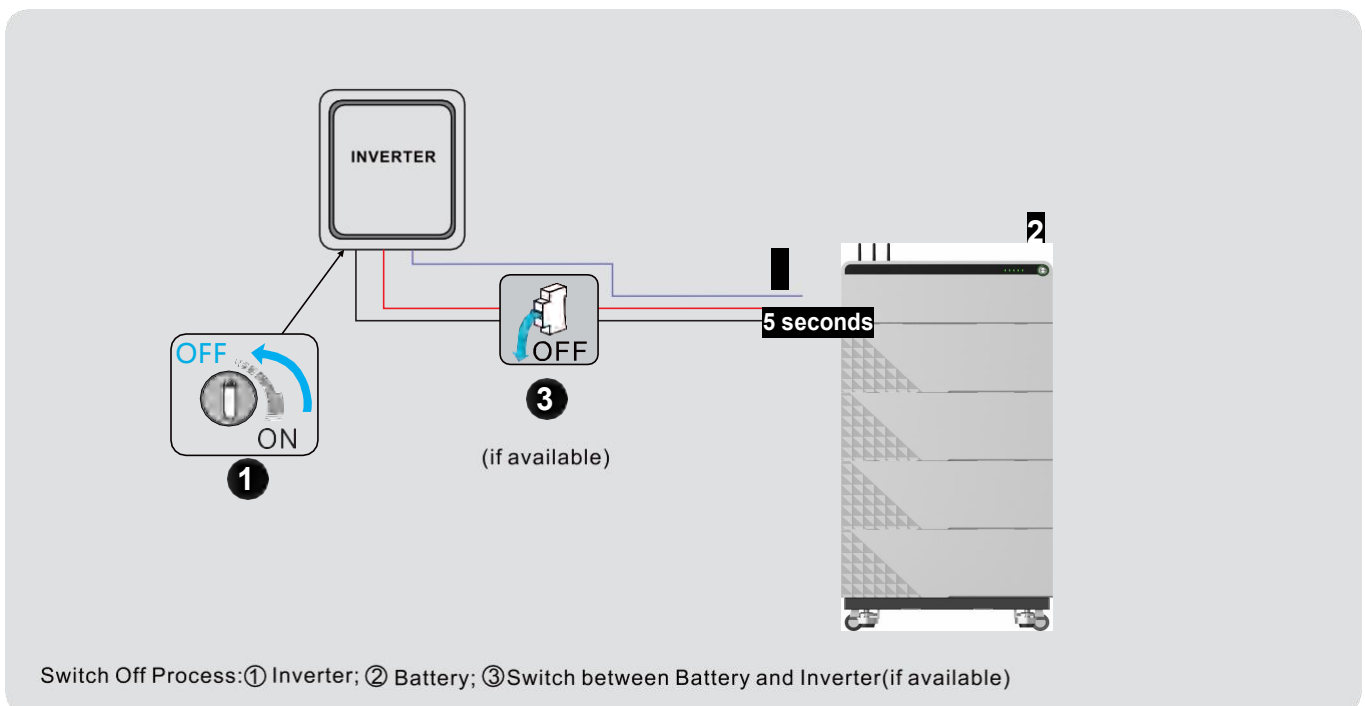 INVERTER
2
5 seconds
OFF
ON
1
OFF
3
(if available)
Switch Off Process:① Inverter; ② Battery; ③Switch between Battery and Inverter(if available)